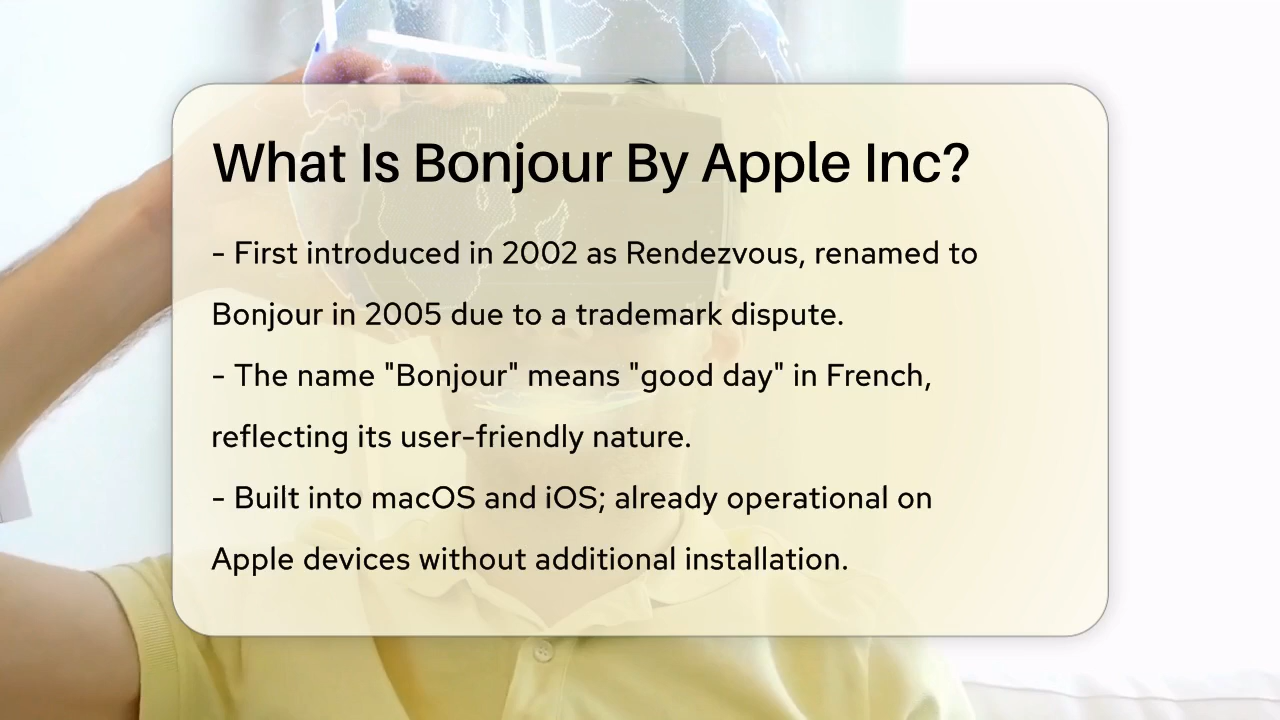 What Is Bonjour By Apple Inc?
- First introduced in 2002 as Rendezvous, renamed to
Bonjour in 2005 due to a trademark dispute.
- The name "Bonjour" means "good day" in French,
reflecting its user-friendly nature.
- Built into macOS and iOS; already operational on
Apple devices without additional installation.